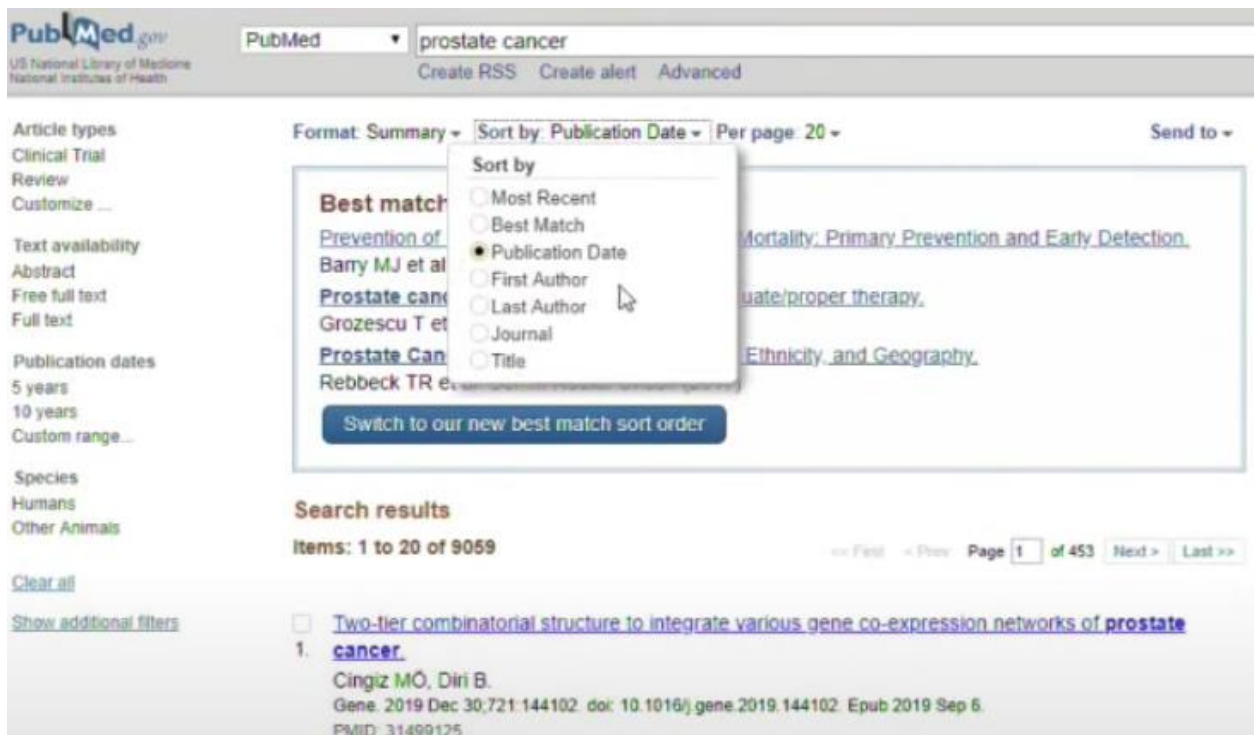 PubMed.gov
US National Library of Medicine
National Institutes of Health
PubMed
prostate cancer
Create RSS Create alert Advanced
Article types
Clinical Trial
Review
Customize ...
Text availability
Abstract
Free full text
Full text
Publication dates
5 years
10 years
Custom range...
Species
Humans
Other Animals
Clear all
Show additional filters
Format: Summary Sort by: Publication Date Per page: 20 Send to
Sort by
Most Recent
Best Match
Publication Date
First Author
Last Author
Journal
Title
Best match
Prevention of Mortality: Primary Prevention and Early Detection.
Barry MJ et al
Prostate canc uate/proper therapy.
Grozescu T et
Prostate Can Ethnicity, and Geography.
Rebbeck TR et
Switch to our new best match sort order
Search results
Items: 1 to 20 of 9059
<< First < Prev Page 1 of 453 Next > Last >>
1. Two-tier combinatorial structure to integrate various gene co-expression networks of prostate
cancer.
Cingiz MÖ, Diri B.
Gene. 2019 Dec 30;721:144102. doi: 10.1016/j.gene.2019.144102. Epub 2019 Sep 6.
PMID: 31499125